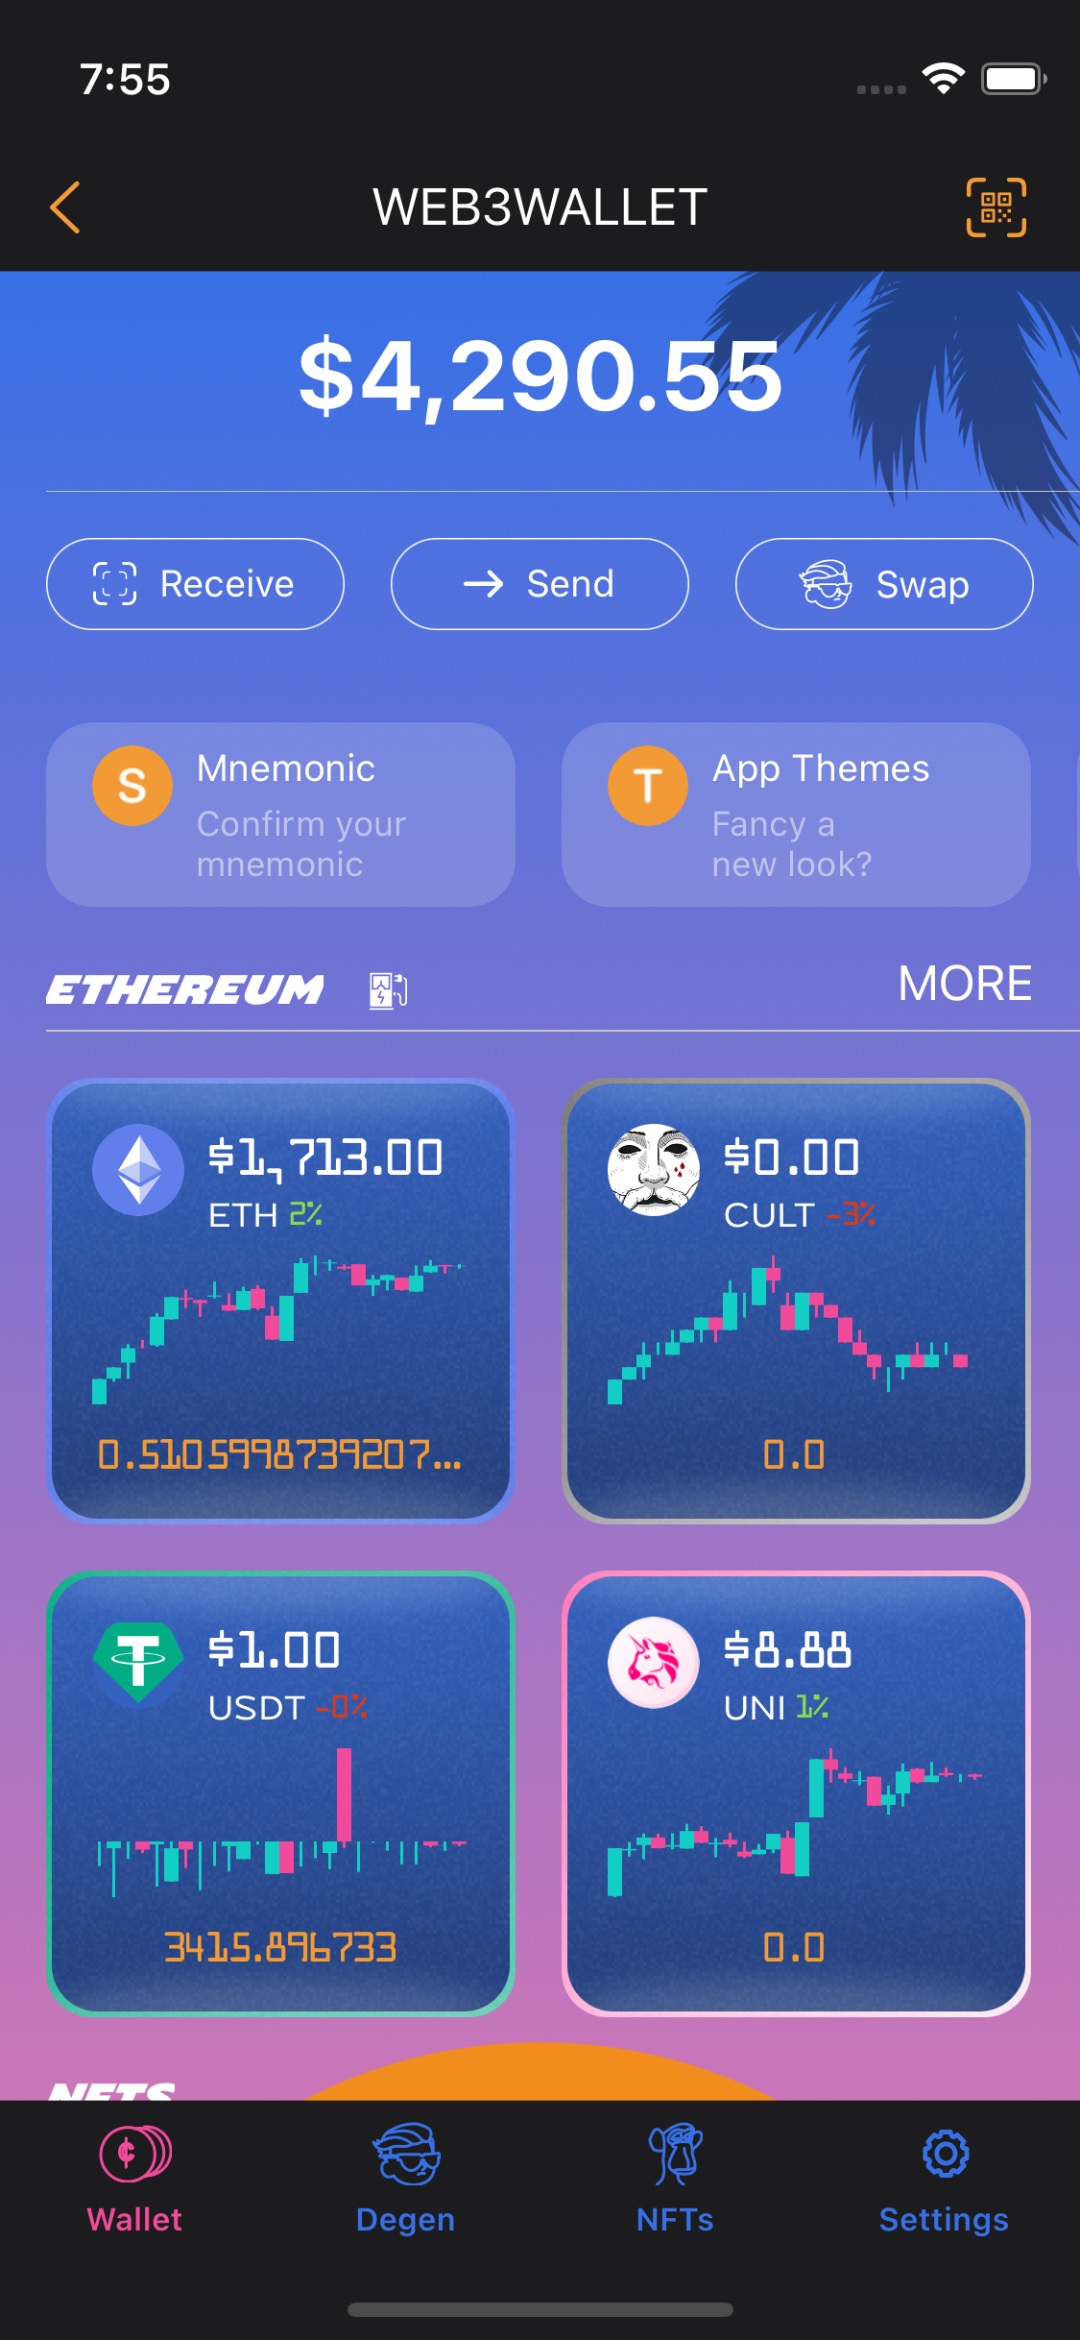 7:55
WEB3WALLET
$4,290.55
Receive
Send
Swap
S
Mnemonic
Confirm your
mnemonic
T
App Themes
Fancy a
new look?
ETHEREUM
MORE
$1,713.00
ETH 2%
0.5105998739207...
$0.00
CULT -3%
0.0
$1.00
USDT -0%
3415.896733
$8.88
UNI 1%
0.0
NFTS
Wallet
Degen
NFTs
Settings